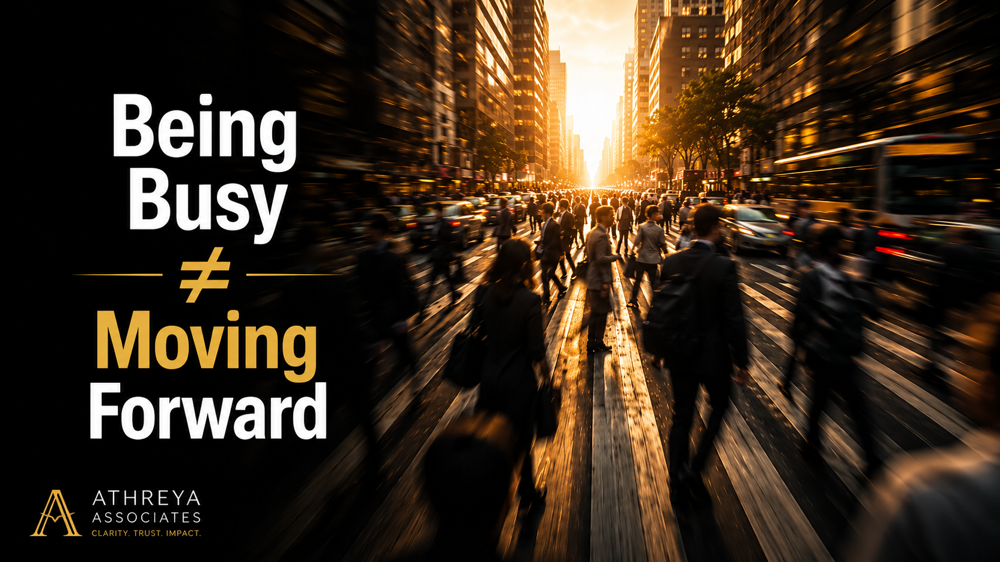 Being
Busy
≠
Moving
Forward
ATHREYA
ASSOCIATES
CLARITY. TRUST. IMPACT.